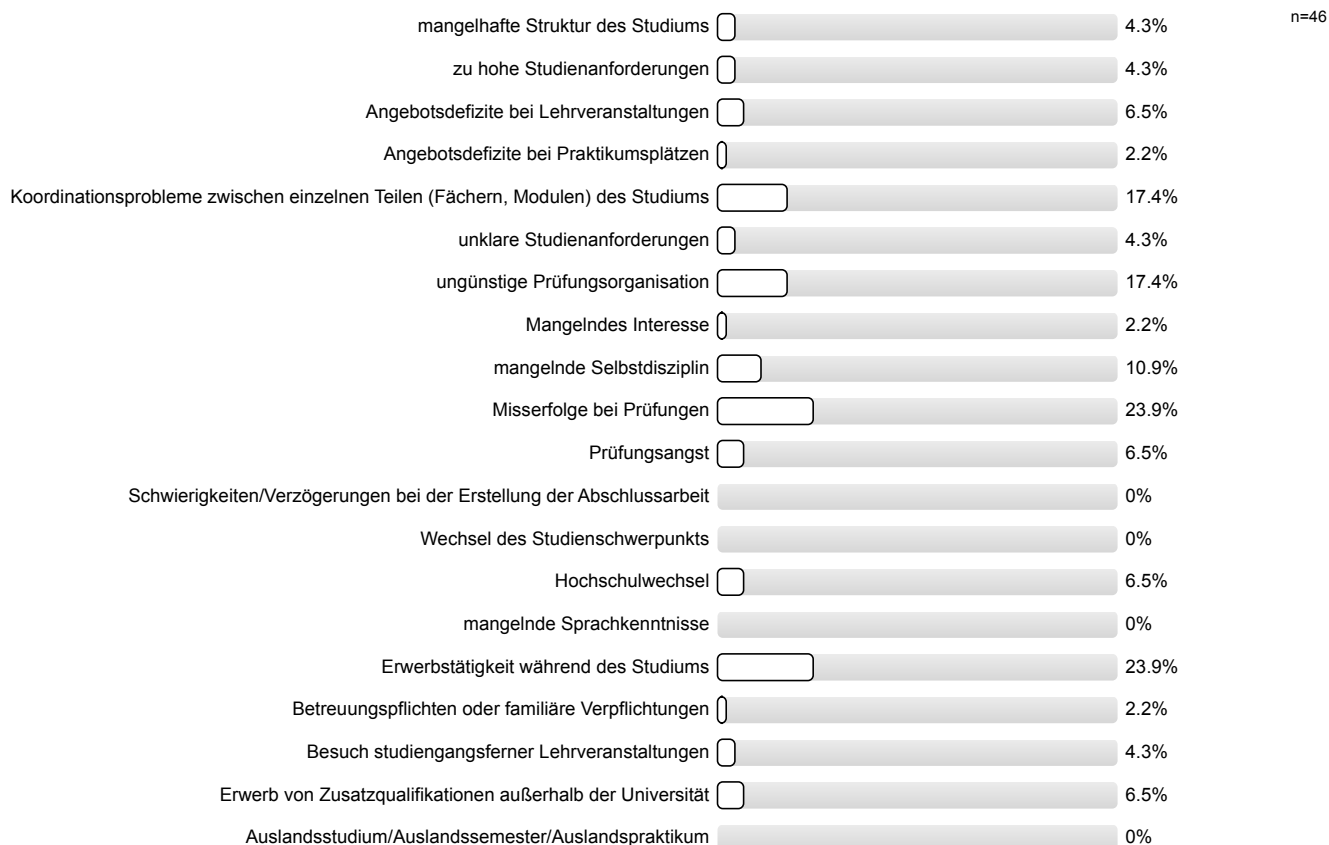 n=46
mangelhafte Struktur des Studiums 4.3%
zu hohe Studienanforderungen 4.3%
Angebotsdefizite bei Lehrveranstaltungen 6.5%
Angebotsdefizite bei Praktikumsplätzen 2.2%
Koordinationsprobleme zwischen einzelnen Teilen (Fächern, Modulen) des Studiums 17.4%
unklare Studienanforderungen 4.3%
ungünstige Prüfungsorganisation 17.4%
Mangelndes Interesse 2.2%
mangelnde Selbstdisziplin 10.9%
Misserfolge bei Prüfungen 23.9%
Prüfungsangst 6.5%
Schwierigkeiten/Verzögerungen bei der Erstellung der Abschlussarbeit 0%
Wechsel des Studienschwerpunkts 0%
Hochschulwechsel 6.5%
mangelnde Sprachkenntnisse 0%
Erwerbstätigkeit während des Studiums 23.9%
Betreuungspflichten oder familiäre Verpflichtungen 2.2%
Besuch studiengangsferner Lehrveranstaltungen 4.3%
Erwerb von Zusatzqualifikationen außerhalb der Universität 6.5%
Auslandsstudium/Auslandssemester/Auslandspraktikum 0%